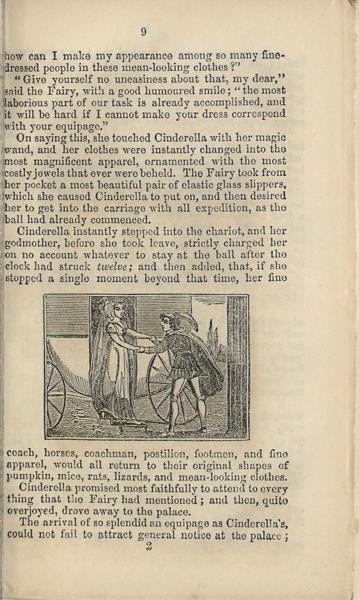 9
how can I make my appearance among so many fine-
dressed people in these mean-looking clothes?"
"Give yourself no uneasiness about that, my dear,"
said the Fairy, with a good humoured smile; "the most
laborious part of our task is already accomplished, and
it will be hard if I cannot make your dress correspond
with your equipage."
On saying this, she touched Cinderella with her magic
wand, and her clothes were instantly changed into the
most magnificent apparel, ornamented with the most
costly jewels that ever were beheld. The Fairy took from
her pocket a most beautiful pair of elastic glass slippers,
which she caused Cinderella to put on, and then desired
her to get into the carriage with all expedition, as the
ball had already commenced.
Cinderella instantly stepped into the chariot, and her
godmother, before she took leave, strictly charged her
on no account whatever to stay at the ball after the
clock had struck twelve; and then added, that, if she
stopped a single moment beyond that time, her fine
coach, horses, coachman, postilion, footmen, and fine
apparel, would all return to their original shapes of
pumpkin, mice, rats, lizards, and mean-looking clothes.
Cinderella promised most faithfully to attend to every
thing that the Fairy had mentioned; and then, quite
overjoyed, drove away to the palace.
The arrival of so splendid an equipage as Cinderella's,
could not fail to attract general notice at the palace;
2